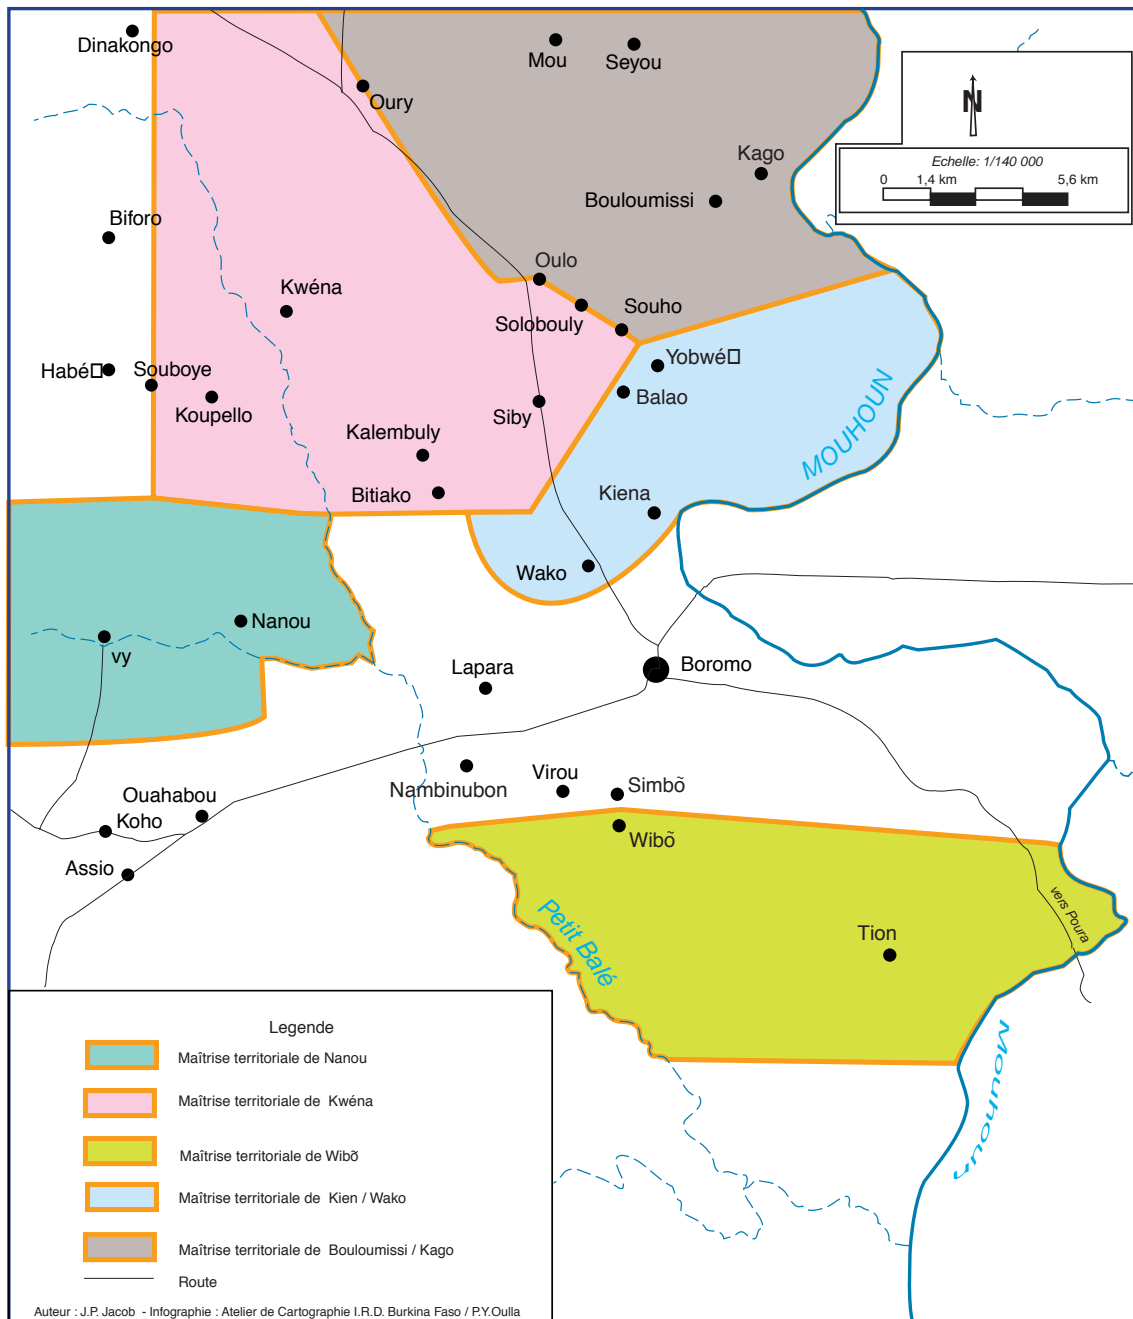 Dinakongo
Mou
Seyou
Oury
N
Echelle: 1/140 000
0 1,4 km 5,6 km
Kago
Bouloumissi
Biforo
Oulo
Kwéna
Souho
Solobouly
Yobwé□
Habé□
Souboye
Balao
Koupello
Siby
MOUHOUN
Kalembuly
Bitiako
Kiena
Wako
Nanou
vy
Lapara
Boromo
Nambinubon
Virou
Simbõ
Ouahabou
Koho
Wibõ
Assio
vers Poura
Petit Balé
Tion
Mouhoun
Legende
Maîtrise territoriale de Nanou
Maîtrise territoriale de Kwéna
Maîtrise territoriale de Wibõ
Maîtrise territoriale de Kien / Wako
Maîtrise territoriale de Bouloumissi / Kago
Route
Auteur : J.P. Jacob - Infographie : Atelier de Cartographie I.R.D. Burkina Faso / P.Y.Oulla